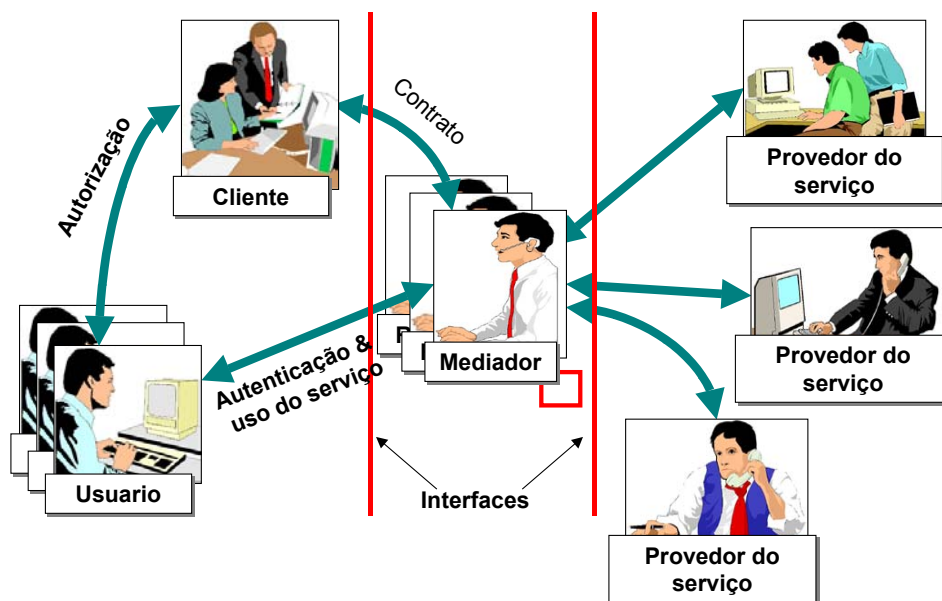 Autorização
Cliente
Contrato
Provedor do
serviço
Provedor do
serviço
Mediador
Autenticação &
uso do serviço
Usuario
Interfaces
Provedor do
serviço